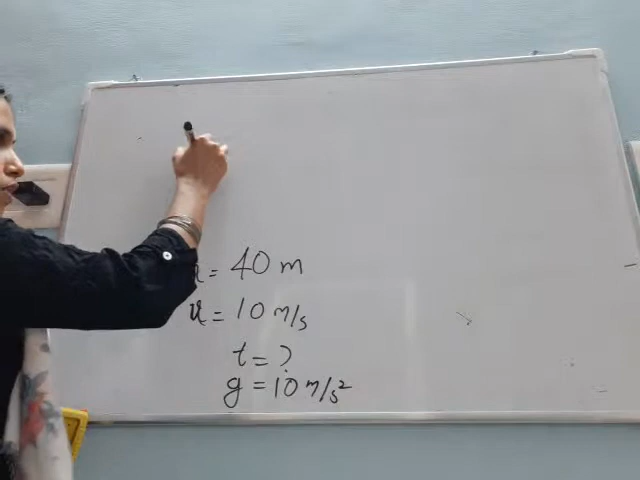 = 40 m
u = 10 m/s
t = ?
g = 10 m/s²